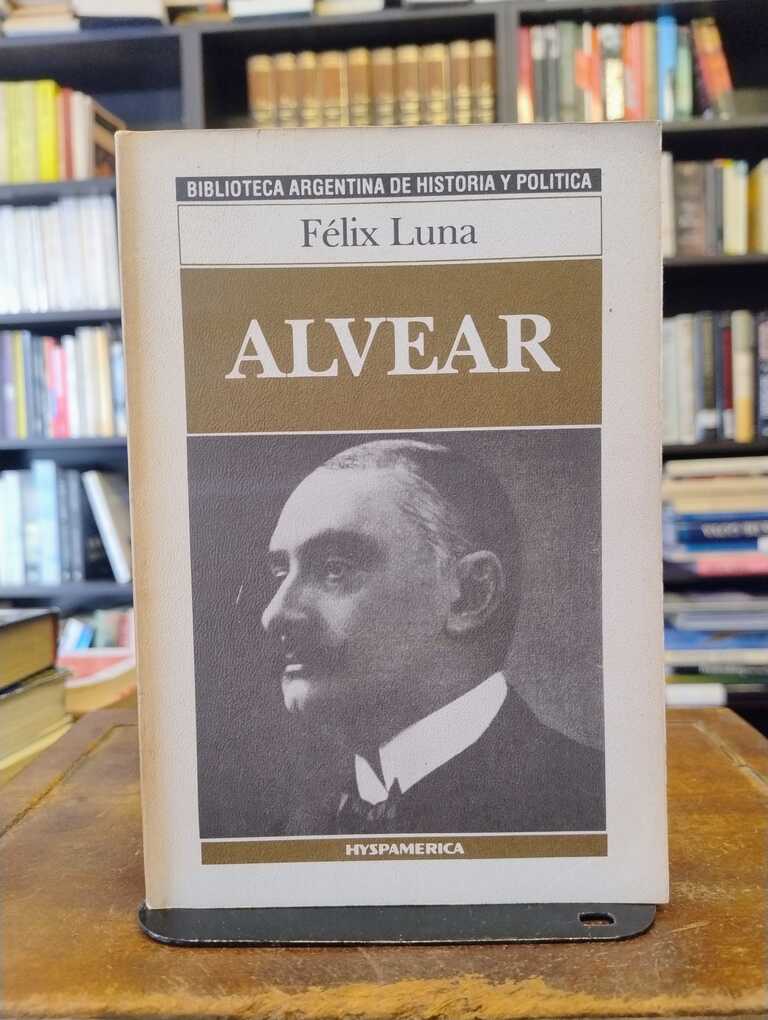 BIBLIOTECA ARGENTINA DE HISTORIA Y POLITICA
Félix Luna
ALVEAR
HYSPAMERICA